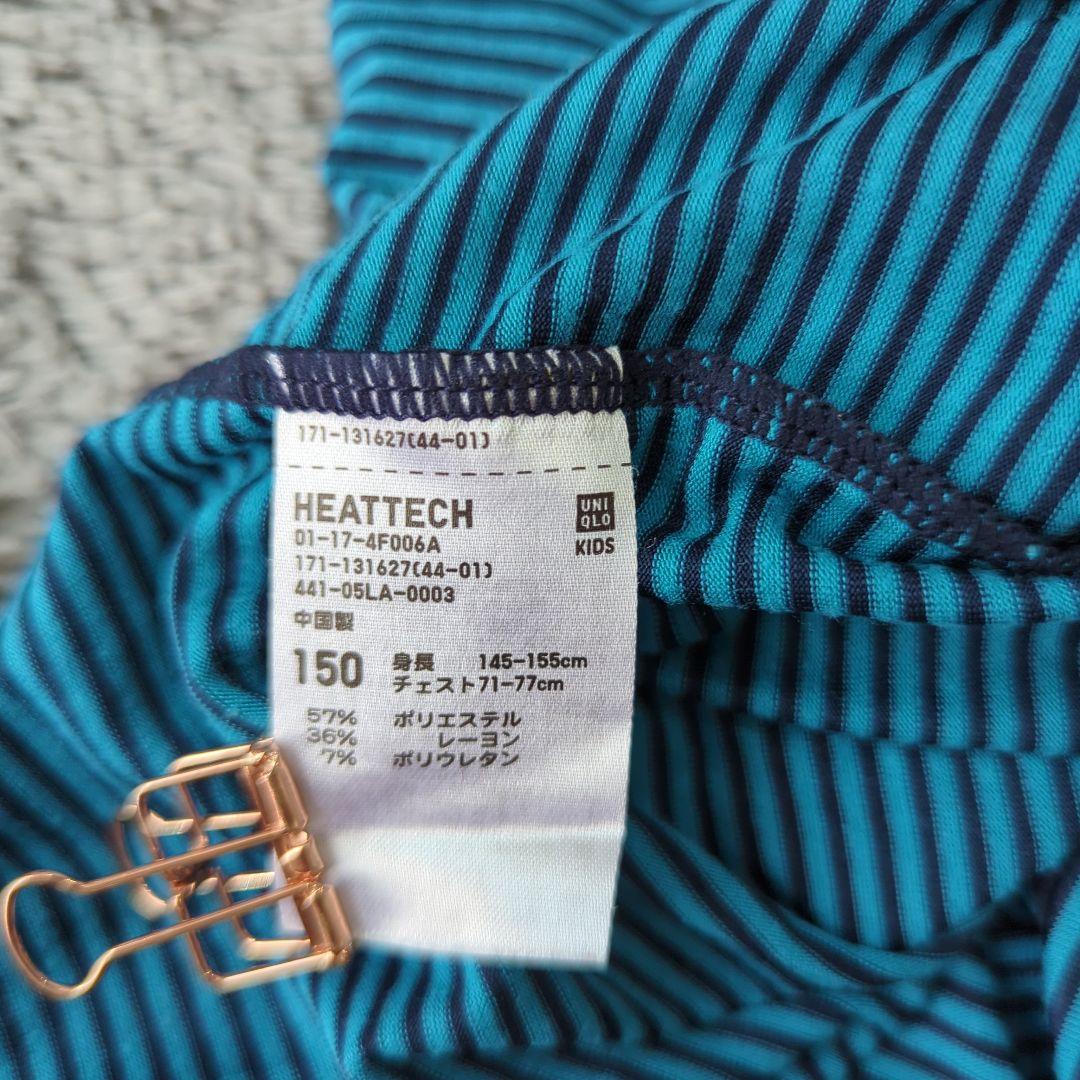 171-131627(44-01)
HEATTECH
UNI
QLO
KIDS
01-17-4F006A
171-131627(44-01)
441-05LA-0003
中国製
150 身長 145-155cm
チェスト71-77cm
57% ポリエステル
36% レーヨン
7% ポリウレタン